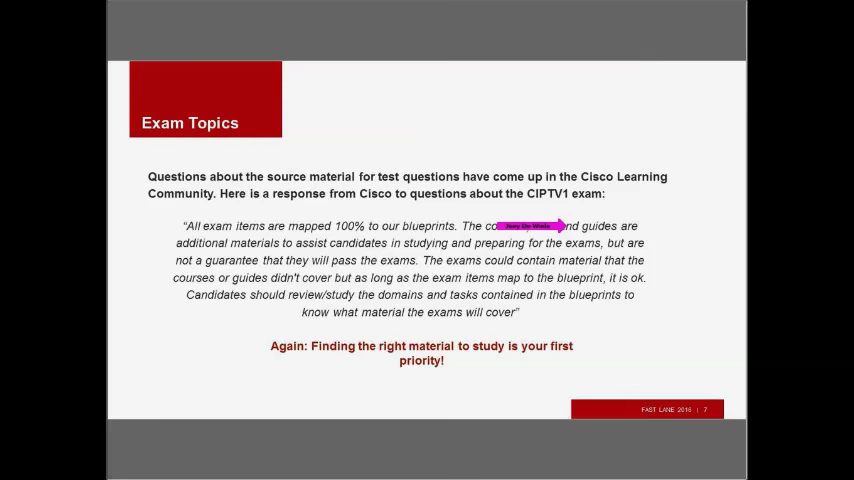 Exam Topics
Questions about the source material for test questions have come up in the Cisco Learning
Community. Here is a response from Cisco to questions about the CIPTV1 exam:
“All exam items are mapped 100% to our blueprints. The co nd guides are
additional materials to assist candidates in studying and preparing for the exams, but are
not a guarantee that they will pass the exams. The exams could contain material that the
courses or guides didn't cover but as long as the exam items map to the blueprint, it is ok.
Candidates should review/study the domains and tasks contained in the blueprints to
know what material the exams will cover”
Again: Finding the right material to study is your first
priority!
FAST LANE 2016 | 7